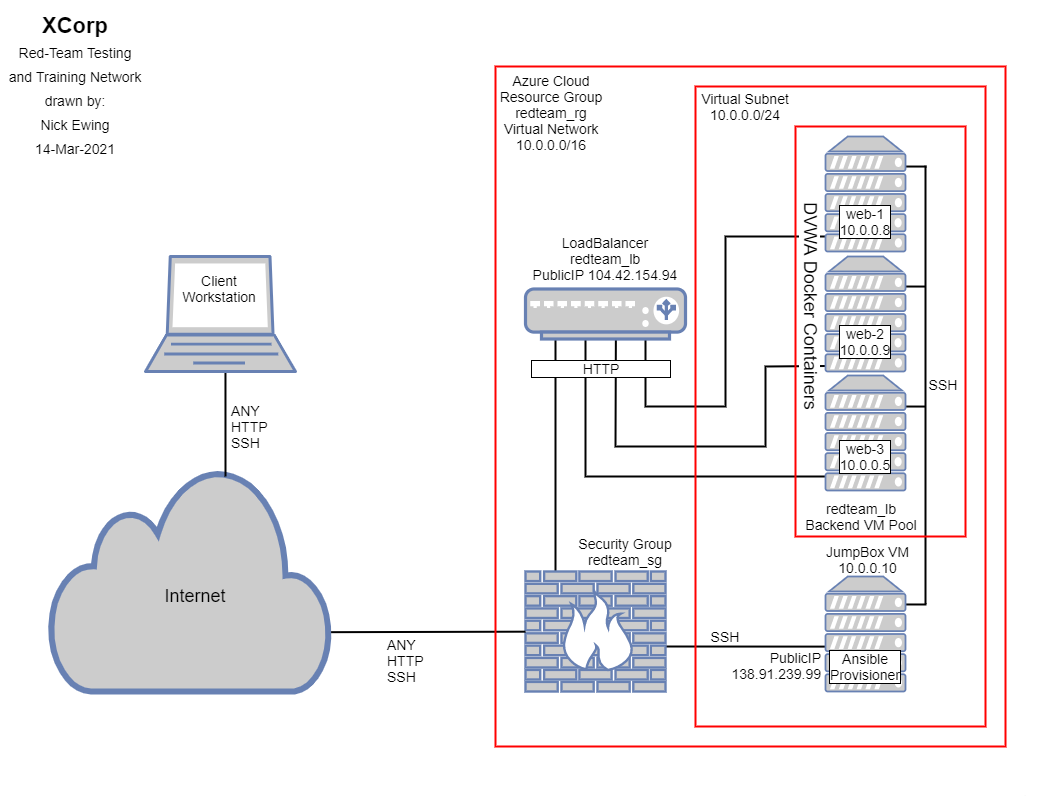 XCorp
Red-Team Testing
and Training Network
drawn by:
Nick Ewing
14-Mar-2021
Azure Cloud
Resource Group
redteam_rg
Virtual Network
10.0.0.0/16
Virtual Subnet
10.0.0.0/24
DVWA Docker Containers
web-1
10.0.0.8
web-2
10.0.0.9
web-3
10.0.0.5
SSH
redteam_lb
Backend VM Pool
LoadBalancer
redteam_lb
PublicIP 104.42.154.94
HTTP
Client
Workstation
ANY
HTTP
SSH
Internet
ANY
HTTP
SSH
Security Group
redteam_sg
SSH
JumpBox VM
10.0.0.10
PublicIP
138.91.239.99
Ansible
Provisioner